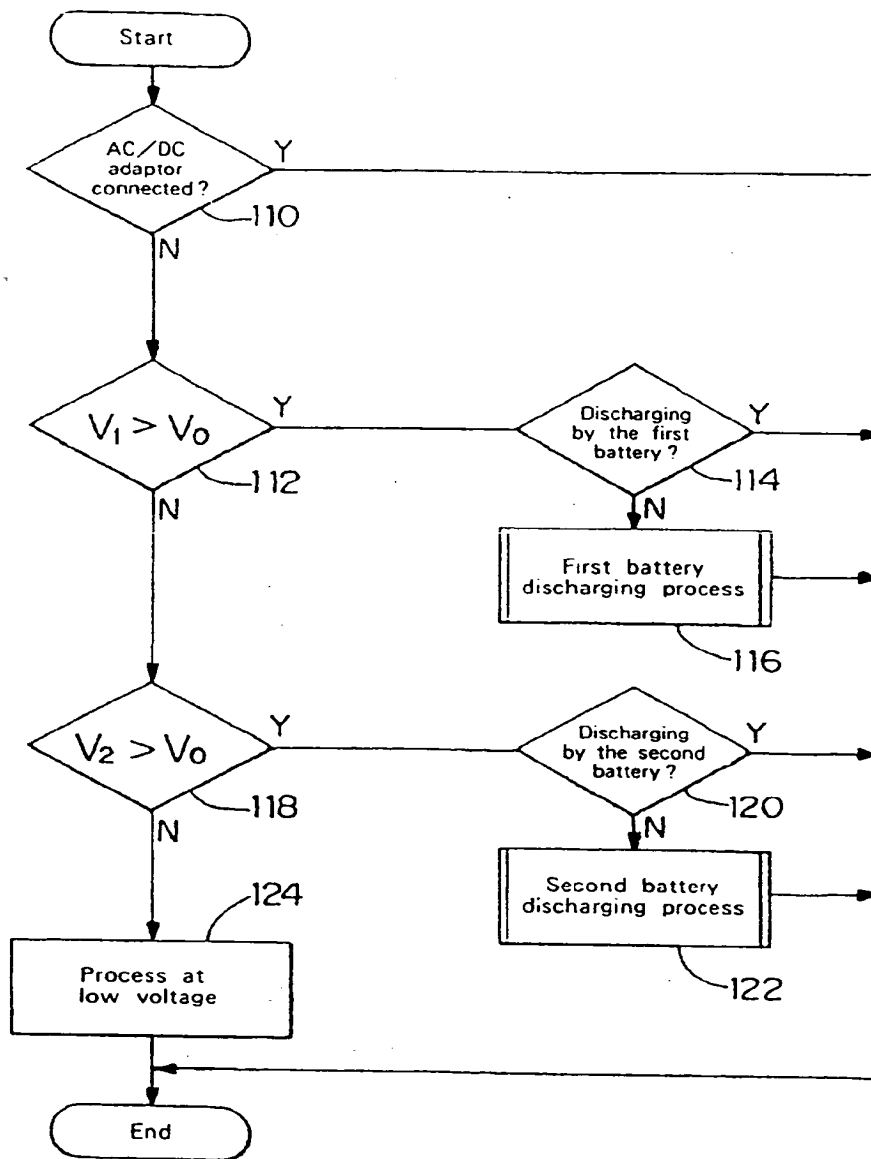 Start
AC/DC
adaptor
connected?
Y
110
N
V1 > V0
Y
112
N
Discharging
by the first
battery?
Y
114
N
First battery
discharging process
116
V2 > V0
Y
118
N
Discharging
by the second
battery?
Y
120
N
Second battery
discharging process
122
124
Process at
low voltage
End